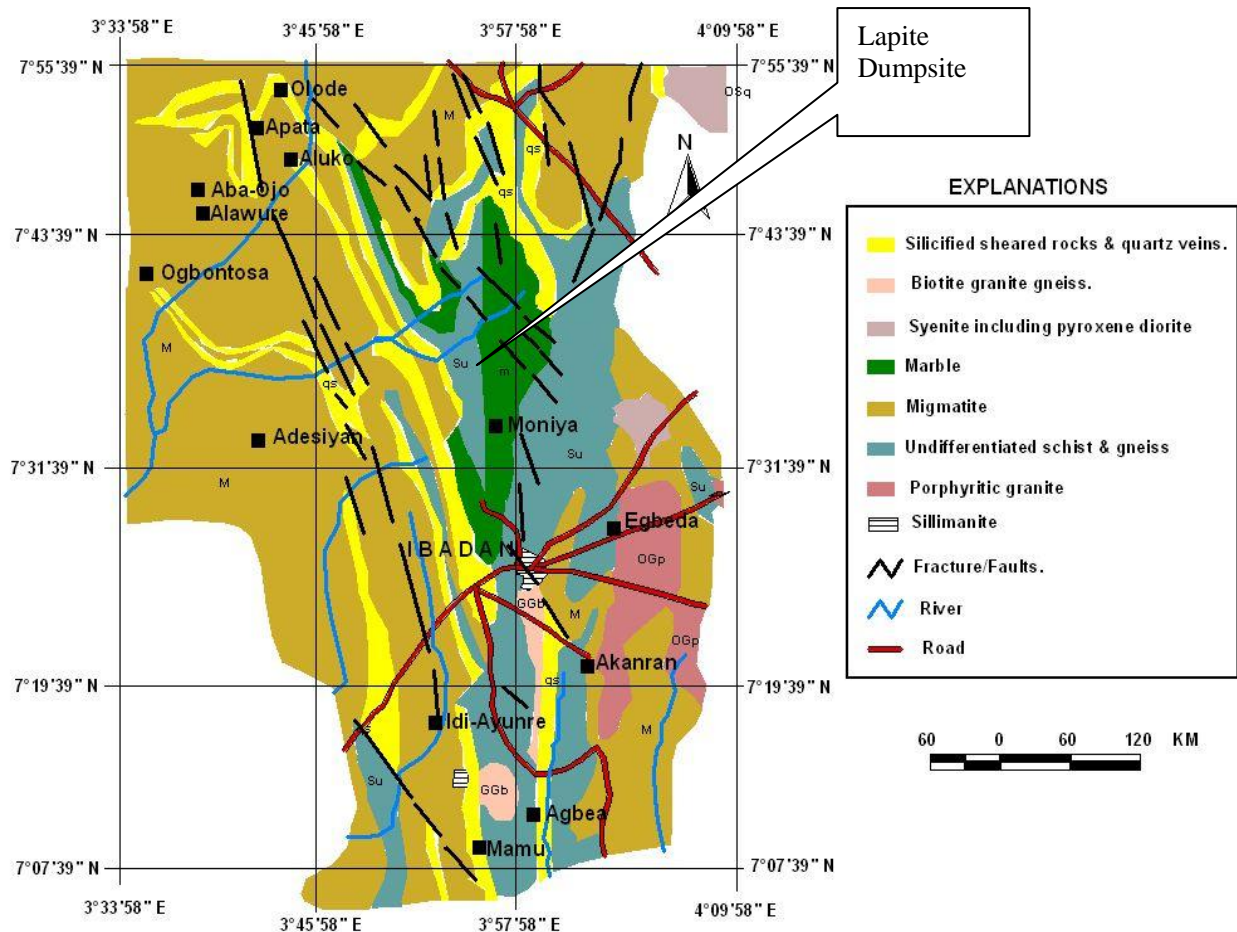 3°33'58" E
3°45'58" E
3°57'58" E
4°09'58" E
Lapite
Dumpsite
7°55'39" N
7°55'39" N
Olode
OSq
Apata
M
qs
N
Aluko
qs
Aba-Ojo
Alawure
7°43'39" N
7°43'39" N
Ogbontosa
M
Su
m
qs
Moniya
Adesiyan
Su
7°31'39" N
7°31'39" N
M
Su
Egbeda
IBADAN
OGp
GGb
M
OGp
Akanran
7°19'39" N
qs
7°19'39" N
Idi-Ayunre
M
Su
GGb
Agbea
Mamu
7°07'39" N
7°07'39" N
3°33'58" E
3°45'58" E
3°57'58" E
4°09'58" E
EXPLANATIONS
Silicified sheared rocks & quartz veins.
Biotite granite gneiss.
Syenite including pyroxene diorite
Marble
Migmatite
Undifferentiated schist & gneiss
Porphyritic granite
Sillimanite
Fracture/Faults.
River
Road
60 0 60 120 KM